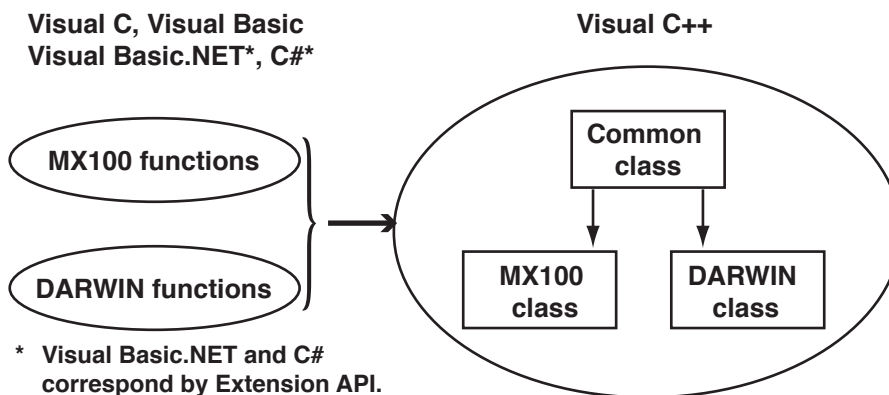 Visual C, Visual Basic
Visual Basic.NET*, C#*
Visual C++
MX100 functions
DARWIN functions
Common
class
MX100
class
DARWIN
class
* Visual Basic.NET and C#
correspond by Extension API.